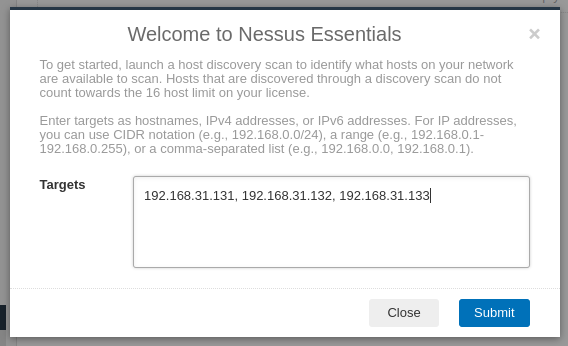 Welcome to Nessus Essentials
×
To get started, launch a host discovery scan to identify what hosts on your network
are available to scan. Hosts that are discovered through a discovery scan do not
count towards the 16 host limit on your license.
Enter targets as hostnames, IPv4 addresses, or IPv6 addresses. For IP addresses,
you can use CIDR notation (e.g., 192.168.0.0/24), a range (e.g., 192.168.0.1-
192.168.0.255), or a comma-separated list (e.g., 192.168.0.0, 192.168.0.1).
Targets
192.168.31.131, 192.168.31.132, 192.168.31.133
Close
Submit